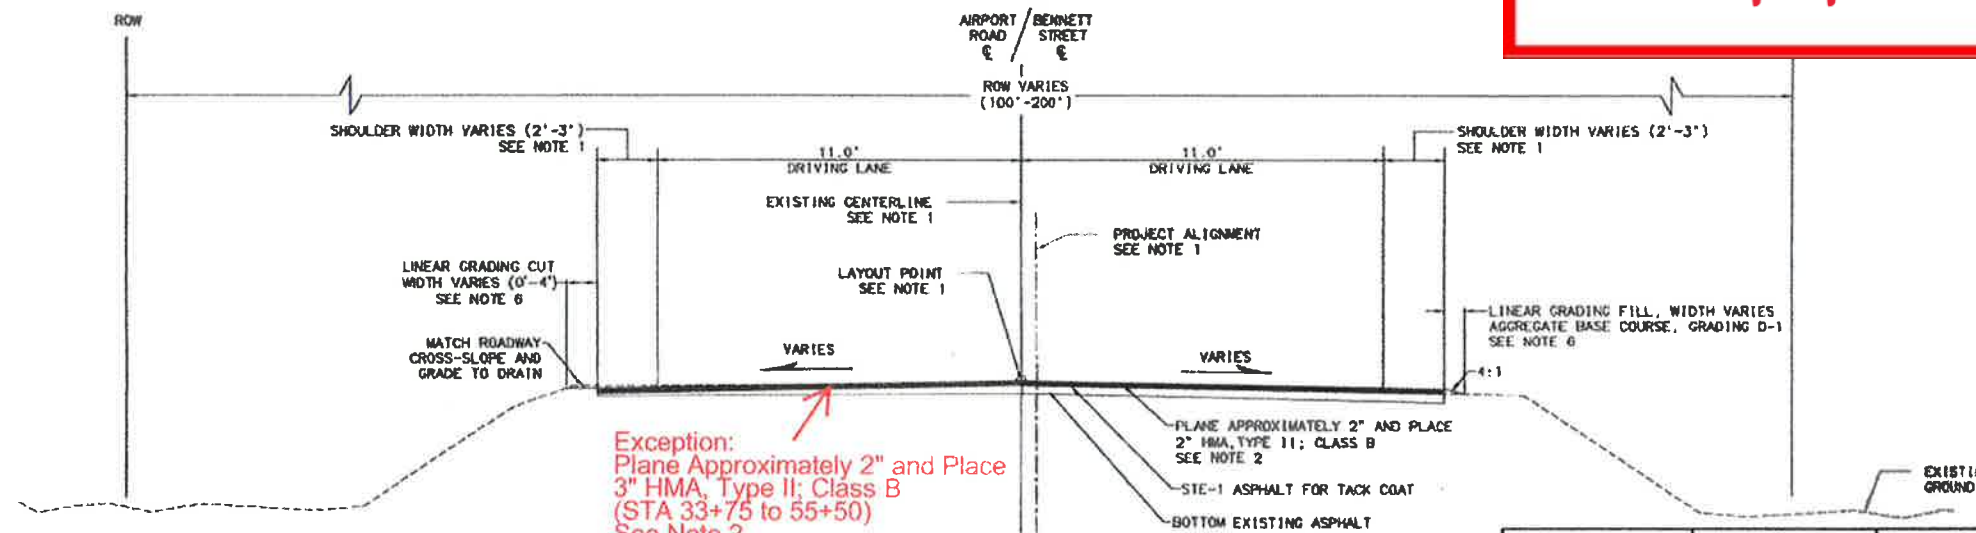 ROW
AIRPORT / BENNETT
ROAD STREET
℄ ℄
ROW VARIES
(100'-200')
SHOULDER WIDTH VARIES (2'-3')
SEE NOTE 1
SHOULDER WIDTH VARIES (2'-3')
SEE NOTE 1
11.0'
DRIVING LANE
11.0'
DRIVING LANE
EXISTING CENTERLINE
SEE NOTE 1
PROJECT ALIGNMENT
SEE NOTE 1
LINEAR GRADING CUT
WIDTH VARIES (0'-4')
SEE NOTE 6
LAYOUT POINT
SEE NOTE 1
LINEAR GRADING FILL, WIDTH VARIES
AGGREGATE BASE COURSE, GRADING D-1
SEE NOTE 6
MATCH ROADWAY
CROSS-SLOPE AND
GRADE TO DRAIN
VARIES
VARIES
4:1
PLANE APPROXIMATELY 2" AND PLACE
2" HMA, TYPE II; CLASS B
SEE NOTE 2
Exception:
Plane Approximately 2" and Place
3" HMA, Type II; Class B
(STA 33+75 to 55+50)
See Note 2
STE-1 ASPHALT FOR TACK COAT
BOTTOM EXISTING ASPHALT
EXISTI
GROUND